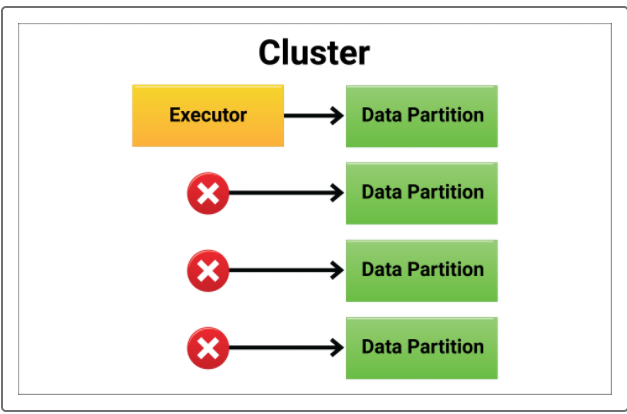 Cluster
Executor
Data Partition
Data Partition
Data Partition
Data Partition